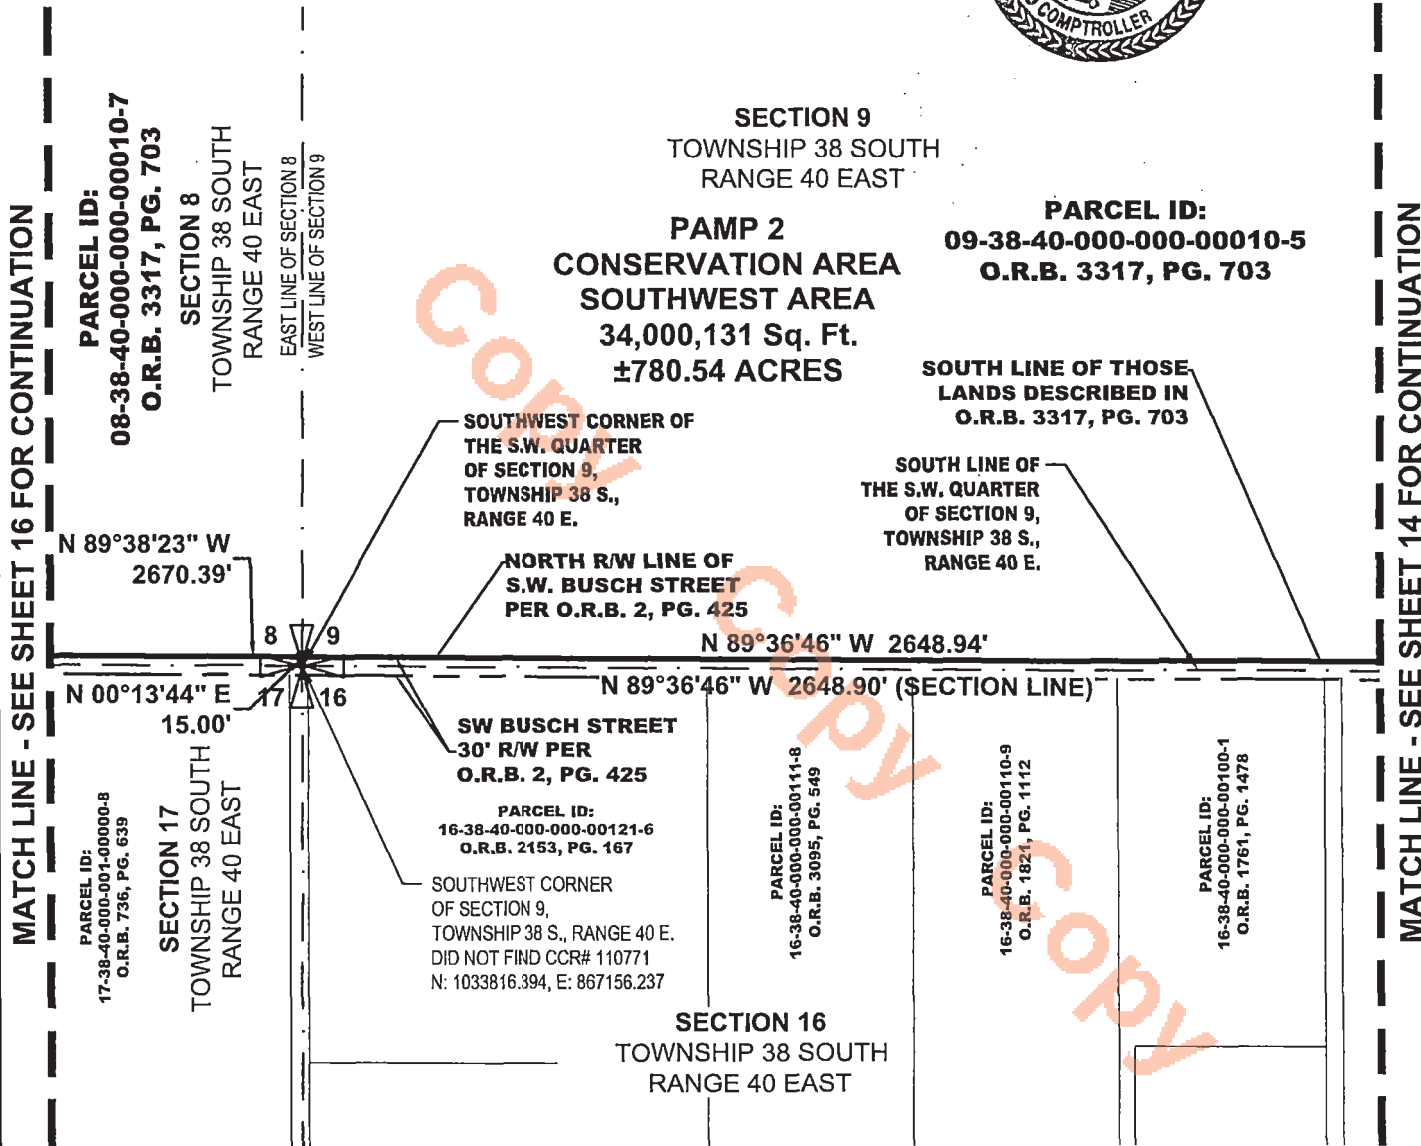 COMPTROLLER
MATCH LINE - SEE SHEET 16 FOR CONTINUATION
PARCEL ID:
08-38-40-000-000-00010-7
O.R.B. 3317, PG. 703
SECTION 8
TOWNSHIP 38 SOUTH
RANGE 40 EAST
EAST LINE OF SECTION 8
WEST LINE OF SECTION 9
SECTION 9
TOWNSHIP 38 SOUTH
RANGE 40 EAST
PAMP 2
CONSERVATION AREA
SOUTHWEST AREA
34,000,131 Sq. Ft.
±780.54 ACRES
PARCEL ID:
09-38-40-000-000-00010-5
O.R.B. 3317, PG. 703
SOUTH LINE OF THOSE
LANDS DESCRIBED IN
O.R.B. 3317, PG. 703
SOUTHWEST CORNER OF
THE S.W. QUARTER
OF SECTION 9,
TOWNSHIP 38 S.,
RANGE 40 E.
SOUTH LINE OF
THE S.W. QUARTER
OF SECTION 9,
TOWNSHIP 38 S.,
RANGE 40 E.
N 89°38'23" W
2670.39'
NORTH R/W LINE OF
S.W. BUSCH STREET
PER O.R.B. 2, PG. 425
8 9
N 89°36'46" W 2648.94'
N 89°36'46" W 2648.90' (SECTION LINE)
17 16
N 00°13'44" E
15.00'
SW BUSCH STREET
30' R/W PER
O.R.B. 2, PG. 425
PARCEL ID:
16-38-40-000-000-00121-6
O.R.B. 2153, PG. 167
SOUTHWEST CORNER
OF SECTION 9,
TOWNSHIP 38 S., RANGE 40 E.
DID NOT FIND CCR# 110771
N: 1033816.394, E: 867156.237
PARCEL ID:
17-38-40-000-001-00000-8
O.R.B. 736, PG. 639
SECTION 17
TOWNSHIP 38 SOUTH
RANGE 40 EAST
PARCEL ID:
16-38-40-000-000-00111-8
O.R.B. 3095, PG. 549
PARCEL ID:
16-38-40-000-000-00110-9
O.R.B. 1821, PG. 1112
PARCEL ID:
16-38-40-000-000-00100-1
O.R.B. 1761, PG. 1478
SECTION 16
TOWNSHIP 38 SOUTH
RANGE 40 EAST
MATCH LINE - SEE SHEET 14 FOR CONTINUATION
Copy
Copy
Copy